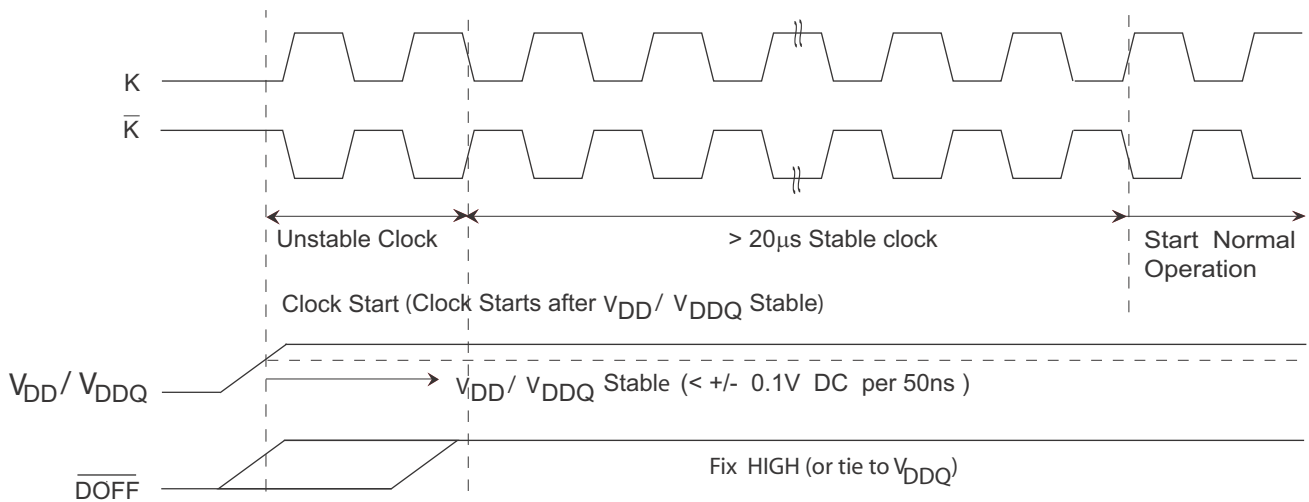 K
K̅
Unstable Clock
> 20μs Stable clock
Start Normal
Operation
Clock Start (Clock Starts after VDD / VDDQ Stable)
VDD / VDDQ
VDD / VDDQ Stable (< +/- 0.1V DC per 50ns )
D̅O̅F̅F̅
Fix HIGH (or tie to VDDQ)